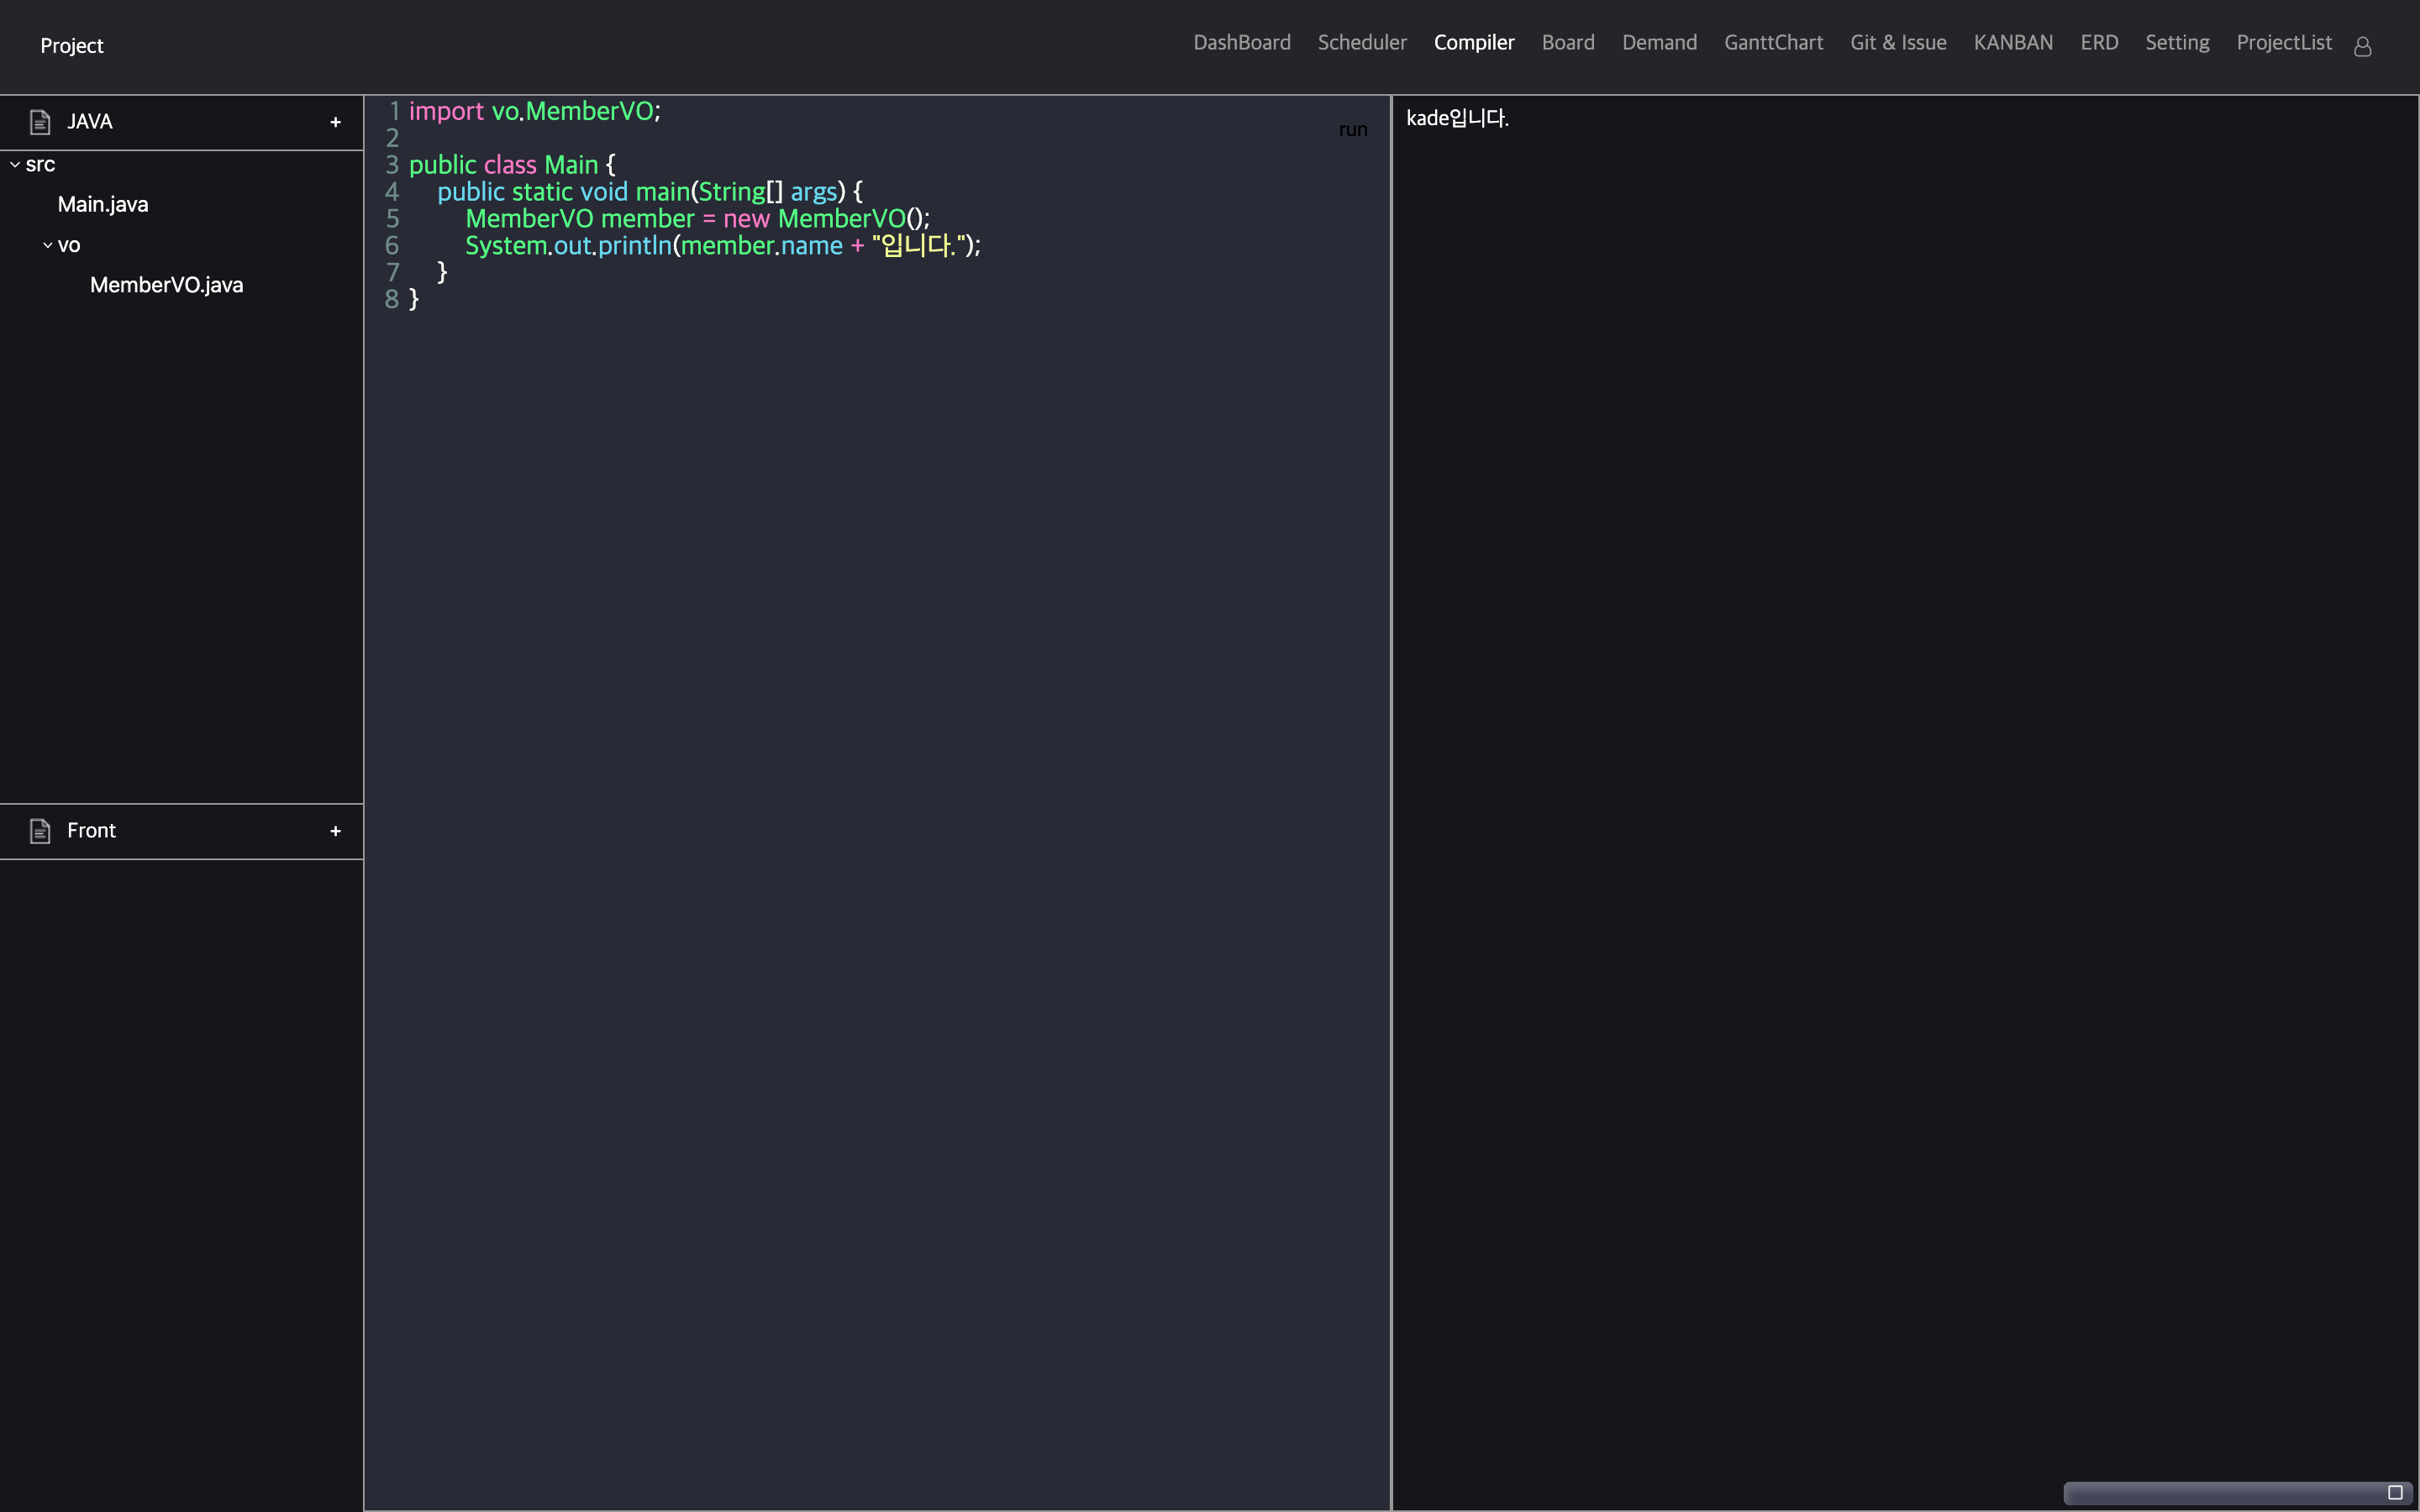 Project
DashBoard Scheduler Compiler Board Demand GanttChart Git & Issue KANBAN ERD Setting ProjectList
JAVA +
src
Main.java
vo
MemberVO.java
Front +
1 import vo.MemberVO;
run
2
3 public class Main {
4     public static void main(String[] args) {
5         MemberVO member = new MemberVO();
6         System.out.println(member.name + "입니다.");
7     }
8 }
kade입니다.